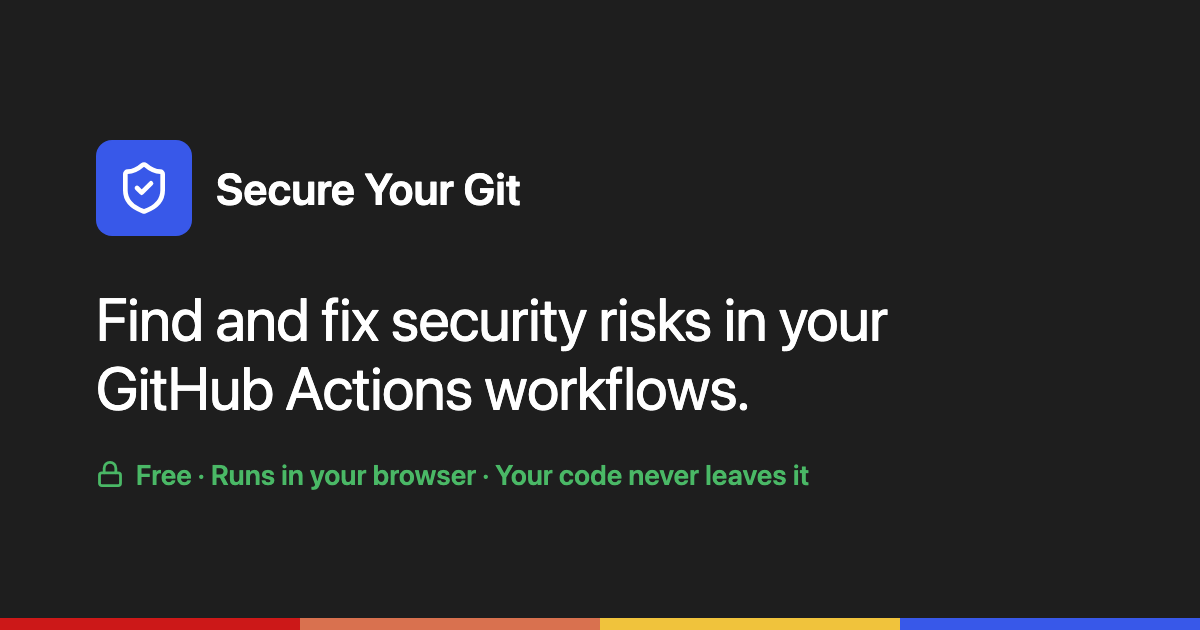 Secure Your Git
Find and fix security risks in your
GitHub Actions workflows.
Free · Runs in your browser · Your code never leaves it